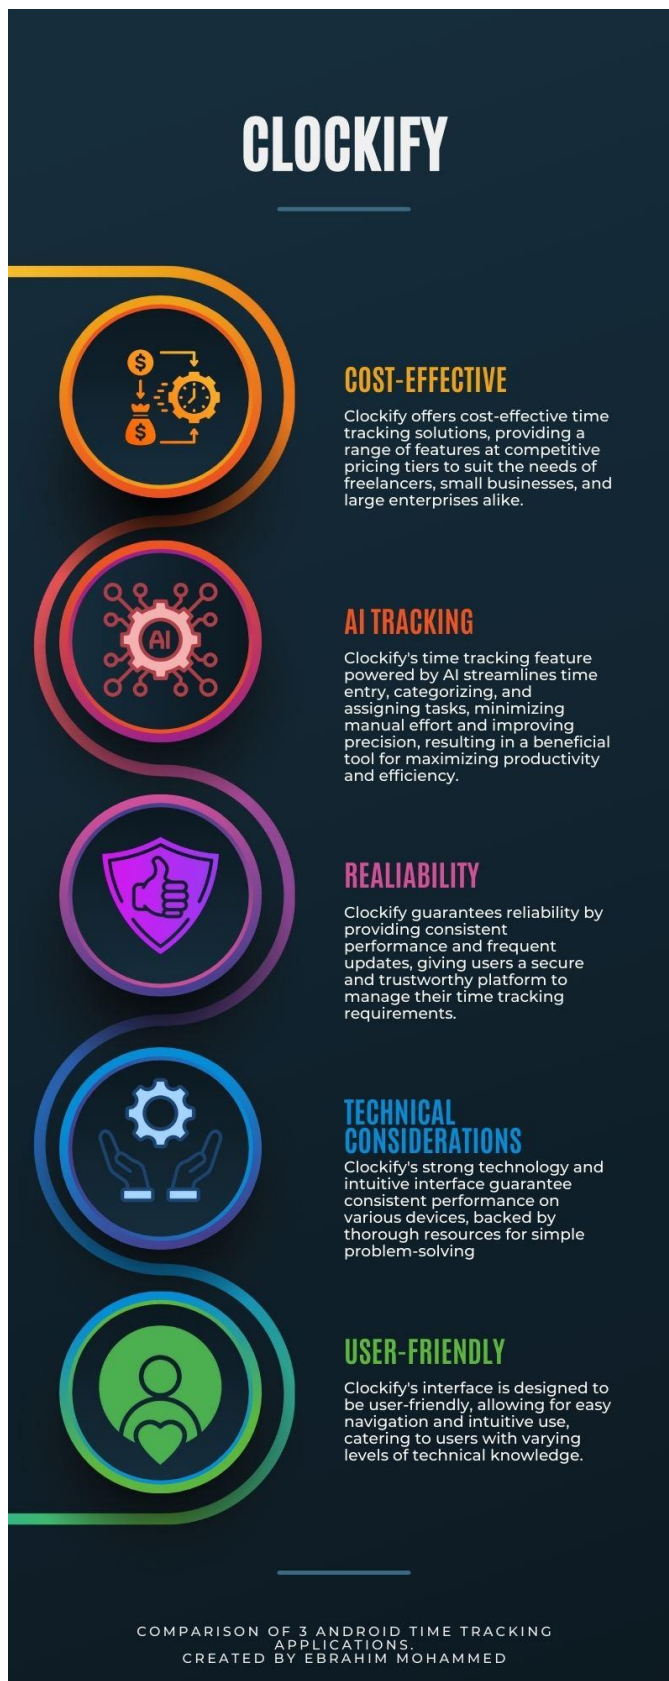 CLOCKIFY
$
$
COST-EFFECTIVE
Clockify offers cost-effective time
tracking solutions, providing a
range of features at competitive
pricing tiers to suit the needs of
freelancers, small businesses, and
large enterprises alike.
AI
AI TRACKING
Clockify's time tracking feature
powered by AI streamlines time
entry, categorizing, and
assigning tasks, minimizing
manual effort and improving
precision, resulting in a beneficial
tool for maximizing productivity
and efficiency.
REALIABILITY
Clockify guarantees reliability by
providing consistent
performance and frequent
updates, giving users a secure
and trustworthy platform to
manage their time tracking
requirements.
TECHNICAL
CONSIDERATIONS
Clockify's strong technology and
intuitive interface guarantee
consistent performance on
various devices, backed by
thorough resources for simple
problem-solving
USER-FRIENDLY
Clockify's interface is designed to
be user-friendly, allowing for easy
navigation and intuitive use,
catering to users with varying
levels of technical knowledge.
COMPARISON OF 3 ANDROID TIME TRACKING
APPLICATIONS.
CREATED BY EBRAHIM MOHAMMED